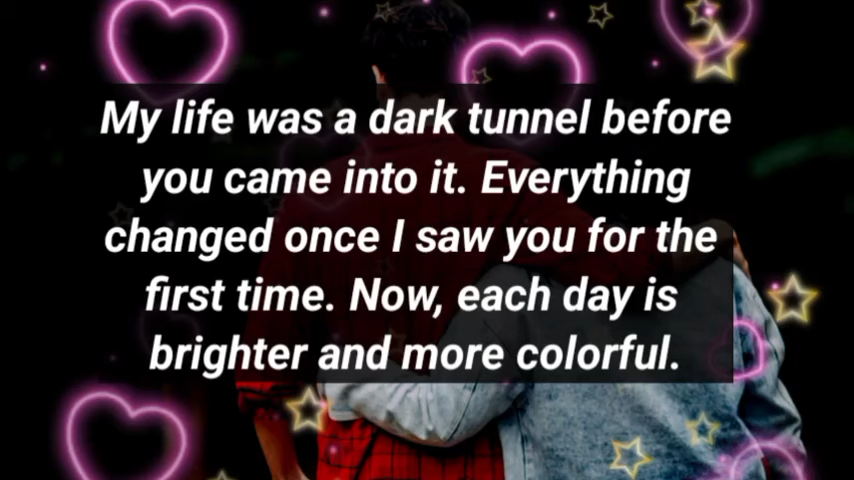 My life was a dark tunnel before
you came into it. Everything
changed once I saw you for the
first time. Now, each day is
brighter and more colorful.